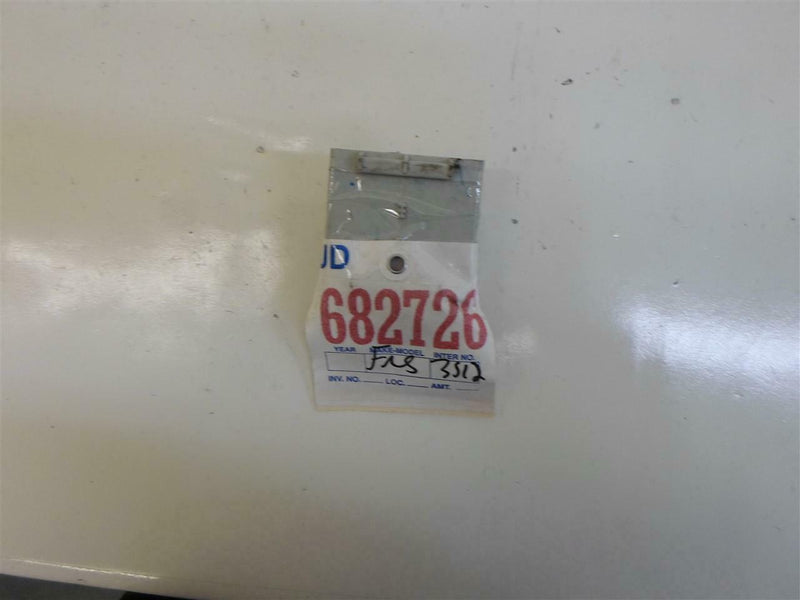 UD
682726
YEAR MAKE-MODEL INTER NO.
3512
INV. NO. LOC. AMT.